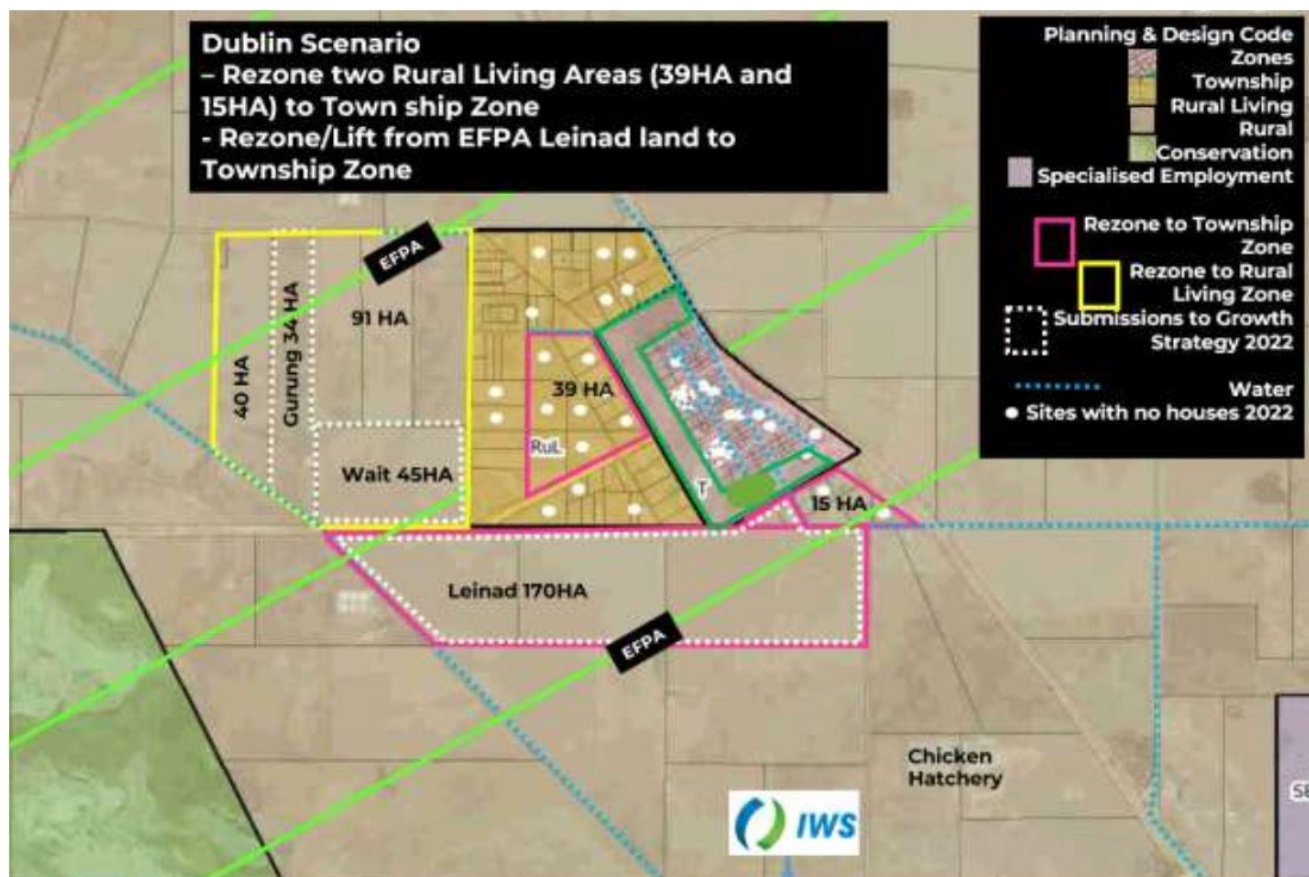 Dublin Scenario
– Rezone two Rural Living Areas (39HA and
15HA) to Town ship Zone
- Rezone/Lift from EFPA Leinad land to
Township Zone
Planning & Design Code
Zones
Township
Rural Living
Rural
Conservation
Specialised Employment
Rezone to Township
Zone
Rezone to Rural
Living Zone
Submissions to Growth
Strategy 2022
Water
Sites with no houses 2022
EFPA
40 HA
Gurung 34 HA
91 HA
39 HA
RuL
Wait 45HA
T
15 HA
Leinad 170HA
EFPA
Chicken
Hatchery
IWS
SE